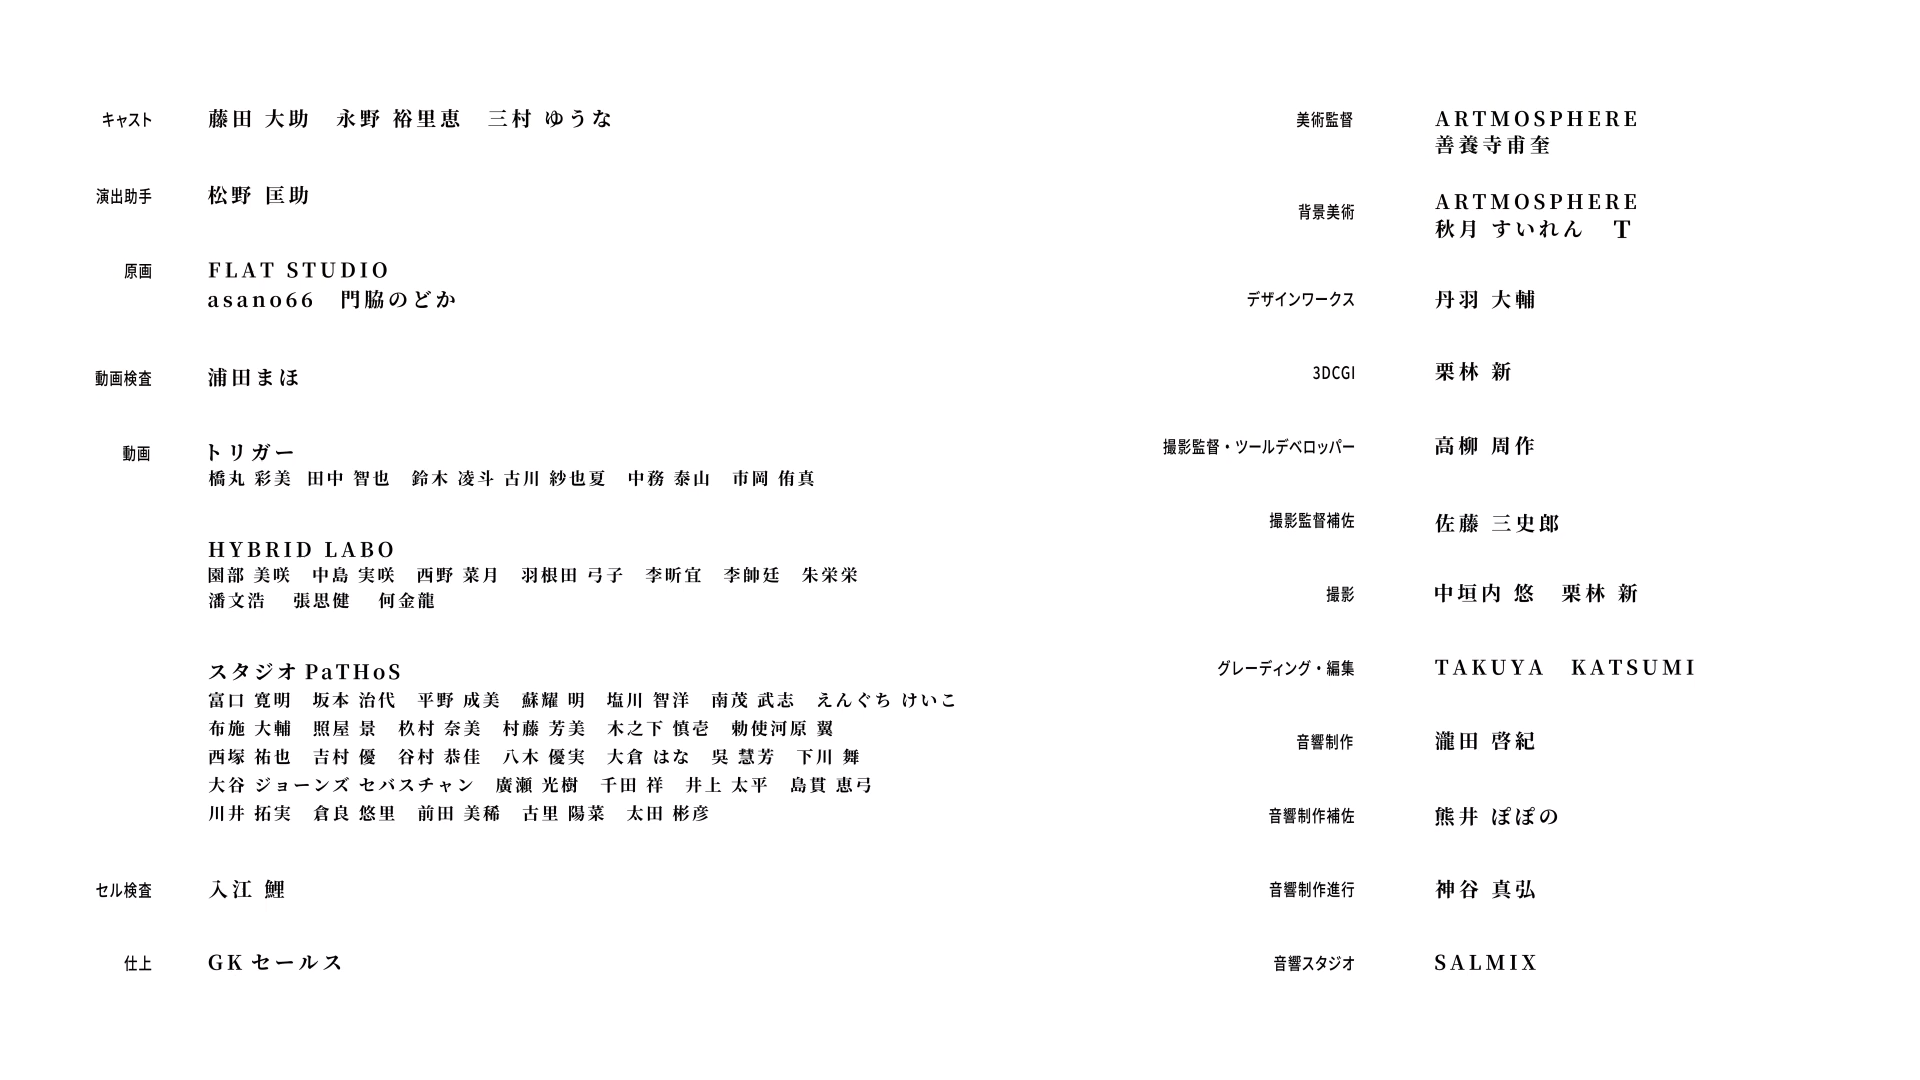 キャスト 藤田 大助　永野 裕里恵　三村 ゆうな
演出助手 松野 匡助
原画 FLAT STUDIO
asano66　門脇のどか
動画検査 浦田まほ
動画 トリガー
橋丸 彩美　田中 智也　鈴木 凌斗 古川 紗也夏　中務 泰山　市岡 侑真
HYBRID LABO
園部 美咲　中島 実咲　西野 菜月　羽根田 弓子　李昕宜　李帥廷　朱栄栄
潘文浩　張思健　何金龍
スタジオ PaTHoS
富口 寛明　坂本 治代　平野 成美　蘇耀 明　塩川 智洋　南茂 武志　えんぐち けいこ
布施 大輔　照屋 景　杦村 奈美　村藤 芳美　木之下 慎壱　勅使河原 翼
西塚 祐也　吉村 優　谷村 恭佳　八木 優実　大倉 はな　呉 慧芳　下川 舞
大谷 ジョーンズ セバスチャン　廣瀬 光樹　千田 祥　井上 太平　島貫 恵弓
川井 拓実　倉良 悠里　前田 美稀　古里 陽菜　太田 彬彦
セル検査 入江 鯉
仕上 GK セールス
美術監督 ARTMOSPHERE
善養寺甫奎
背景美術 ARTMOSPHERE
秋月 すいれん　T
デザインワークス 丹羽 大輔
3DCGI 栗林 新
撮影監督・ツールデベロッパー 高柳 周作
撮影監督補佐 佐藤 三史郎
撮影 中垣内 悠　栗林 新
グレーディング・編集 TAKUYA　KATSUMI
音響制作 瀧田 啓紀
音響制作補佐 熊井 ぽぽの
音響制作進行 神谷 真弘
音響スタジオ SALMIX